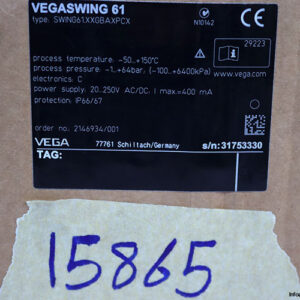 VEGASWING 61
type: SWING61.XXGBAXPCX
N10142
29223
process temperature: -50...+150°C
process pressure: -1...+64bar, (-100...+6400kPa)
www.vega.com
electronics: C
power supply: 20...250V AC/DC, I max.=400 mA
protection: IP66/67
order no.: 2146934/001
VEGA
77761 Schiltach/Germany
s/n: 31753330
TAG:
15865